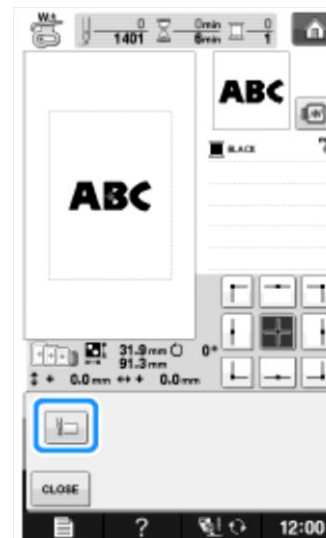 W+
0
1401
0min
6min
0
1
ABC
BLACK
ABC
31.9mm 0°
91.3mm
+ 0.0mm + 0.0mm
CLOSE
? 12:00